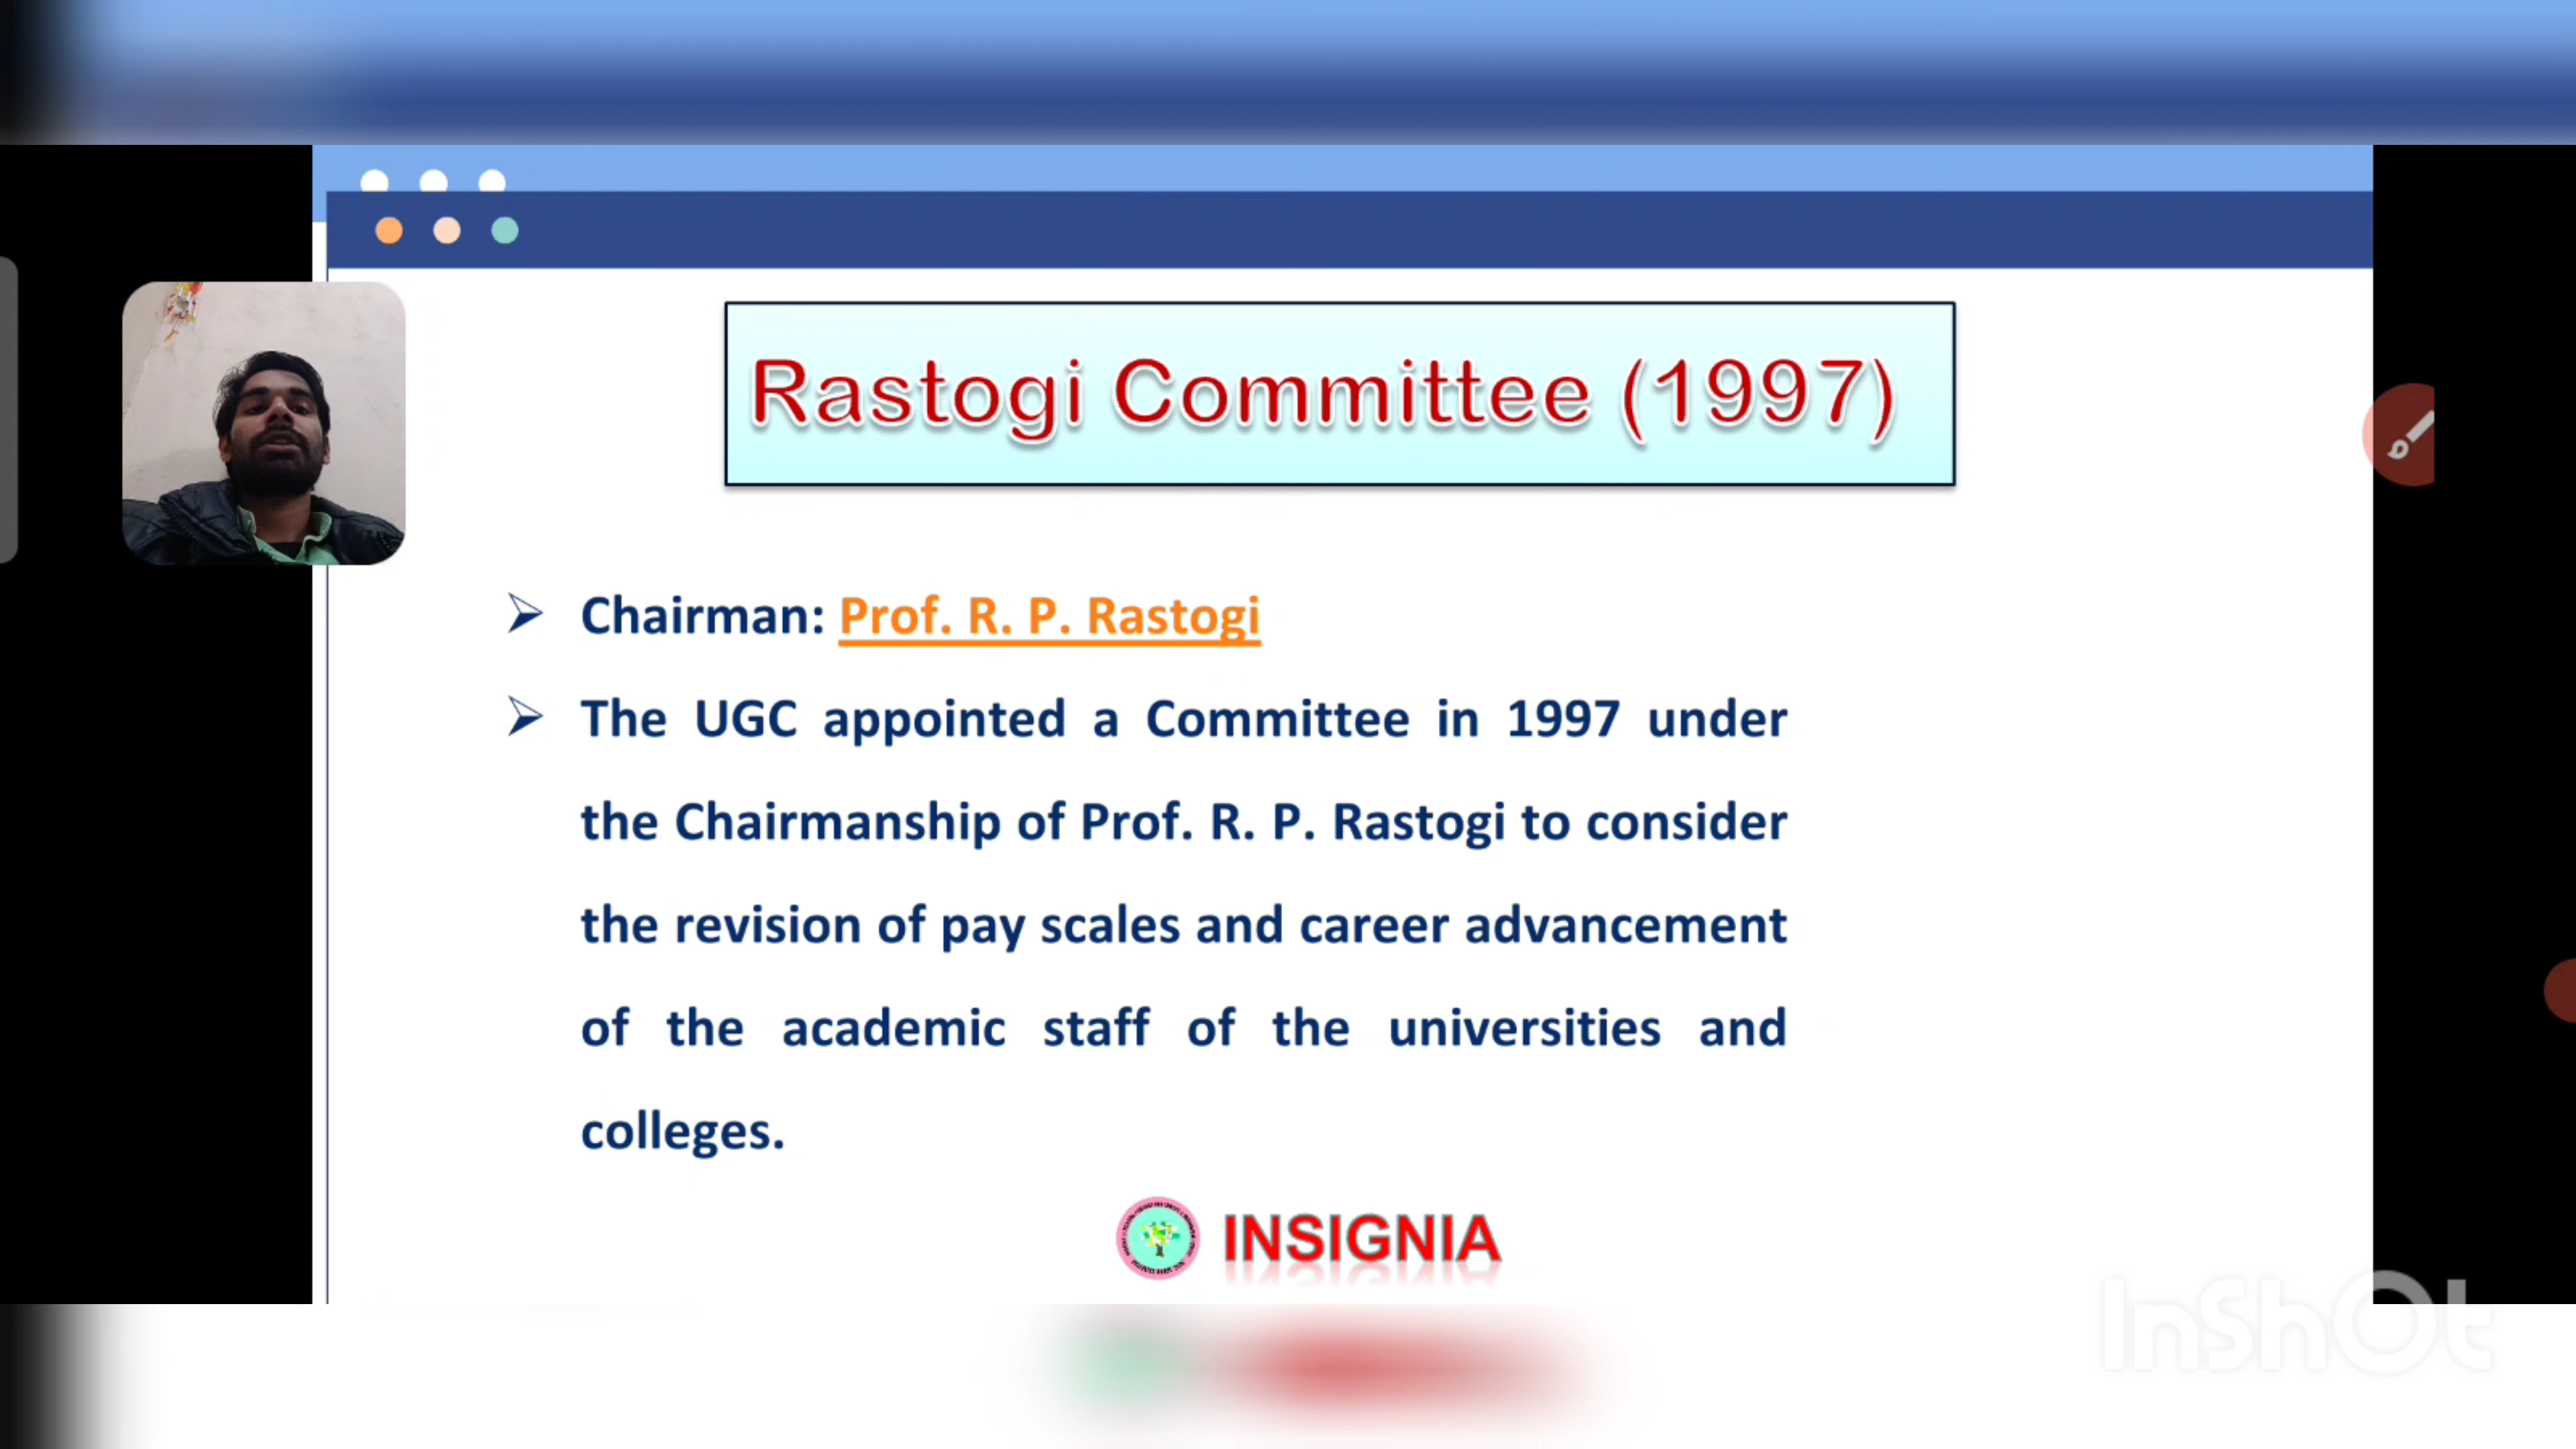 Rastogi Committee (1997)
Chairman: Prof. R. P. Rastogi
The UGC appointed a Committee in 1997 under
the Chairmanship of Prof. R. P. Rastogi to consider
the revision of pay scales and career advancement
of the academic staff of the universities and
colleges.
INSIGNIA
InShOt